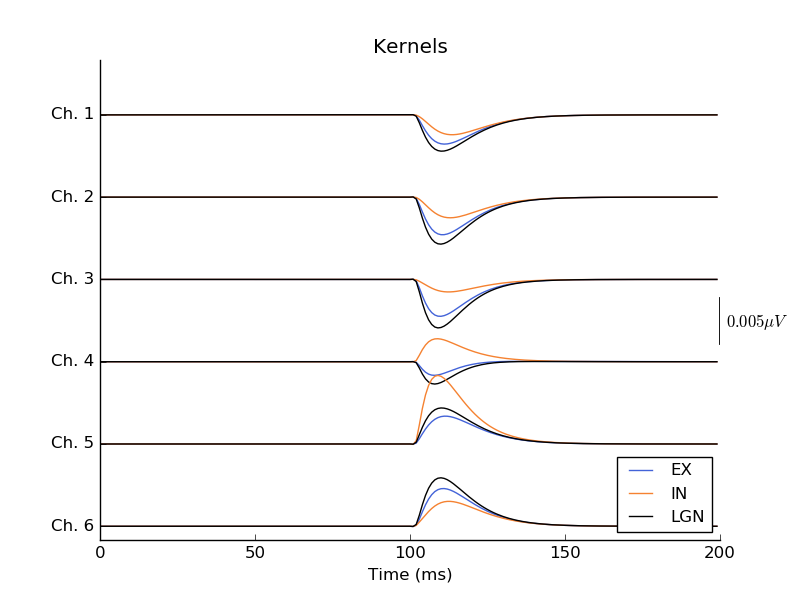 Kernels
Ch. 1
Ch. 2
Ch. 3
0.005μV
Ch. 4
Ch. 5
EX
IN
LGN
Ch. 6
0 50 100 150 200
Time (ms)